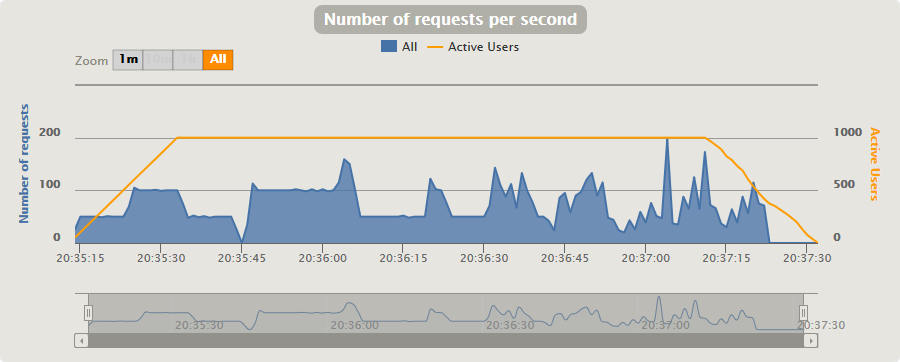 Number of requests per second
All Active Users
Zoom 1m 10m 1h All
Number of requests
200
100
0
1000
500
0
Active Users
20:35:15 20:35:30 20:35:45 20:36:00 20:36:15 20:36:30 20:36:45 20:37:00 20:37:15 20:37:30
20:35:30 20:36:00 20:36:30 20:37:00 20:37:30